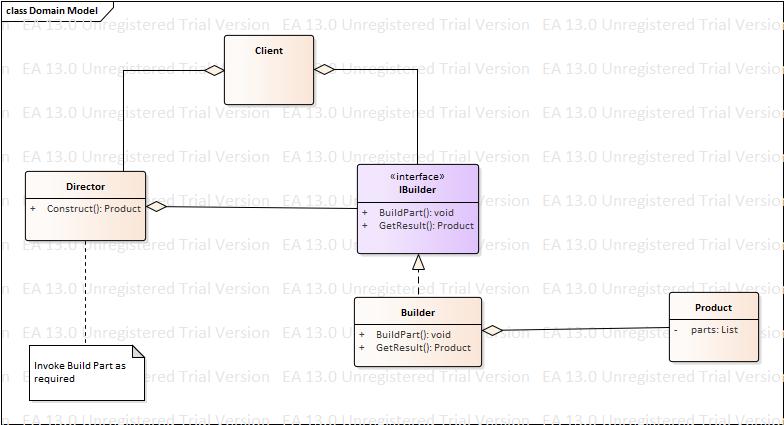 class Domain Model
EA 13.0 Unregistered Trial Version EA 13.0 Unregistered Trial Version EA 13.0 Unregistered Trial Version
Client
Director
+ Construct(): Product
«interface»
IBuilder
+ BuildPart(): void
+ GetResult(): Product
Builder
+ BuildPart(): void
+ GetResult(): Product
Product
- parts: List
Invoke Build Part as
required